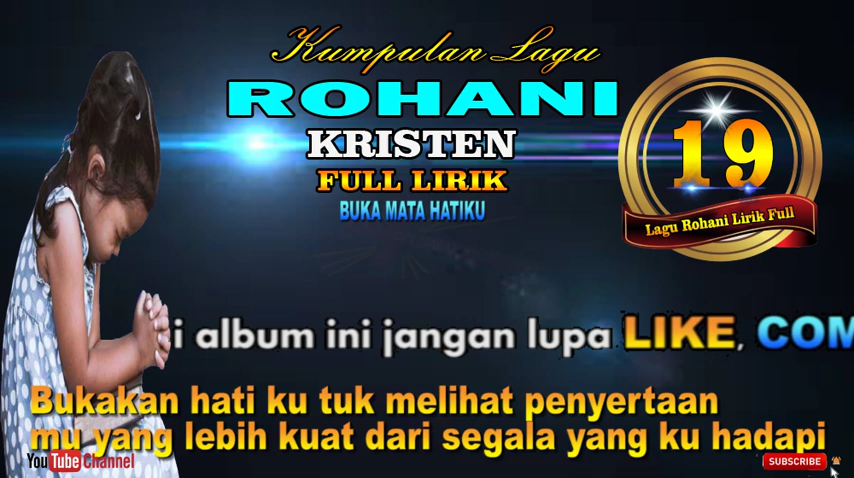 Kumpulan Lagu
ROHANI
KRISTEN
FULL LIRIK
BUKA MATA HATIKU
19
Lagu Rohani Lirik Full
i album ini jangan lupa LIKE, COM
Bukakan hati ku tuk melihat penyertaan
mu yang lebih kuat dari segala yang ku hadapi
YouTube Channel
SUBSCRIBE